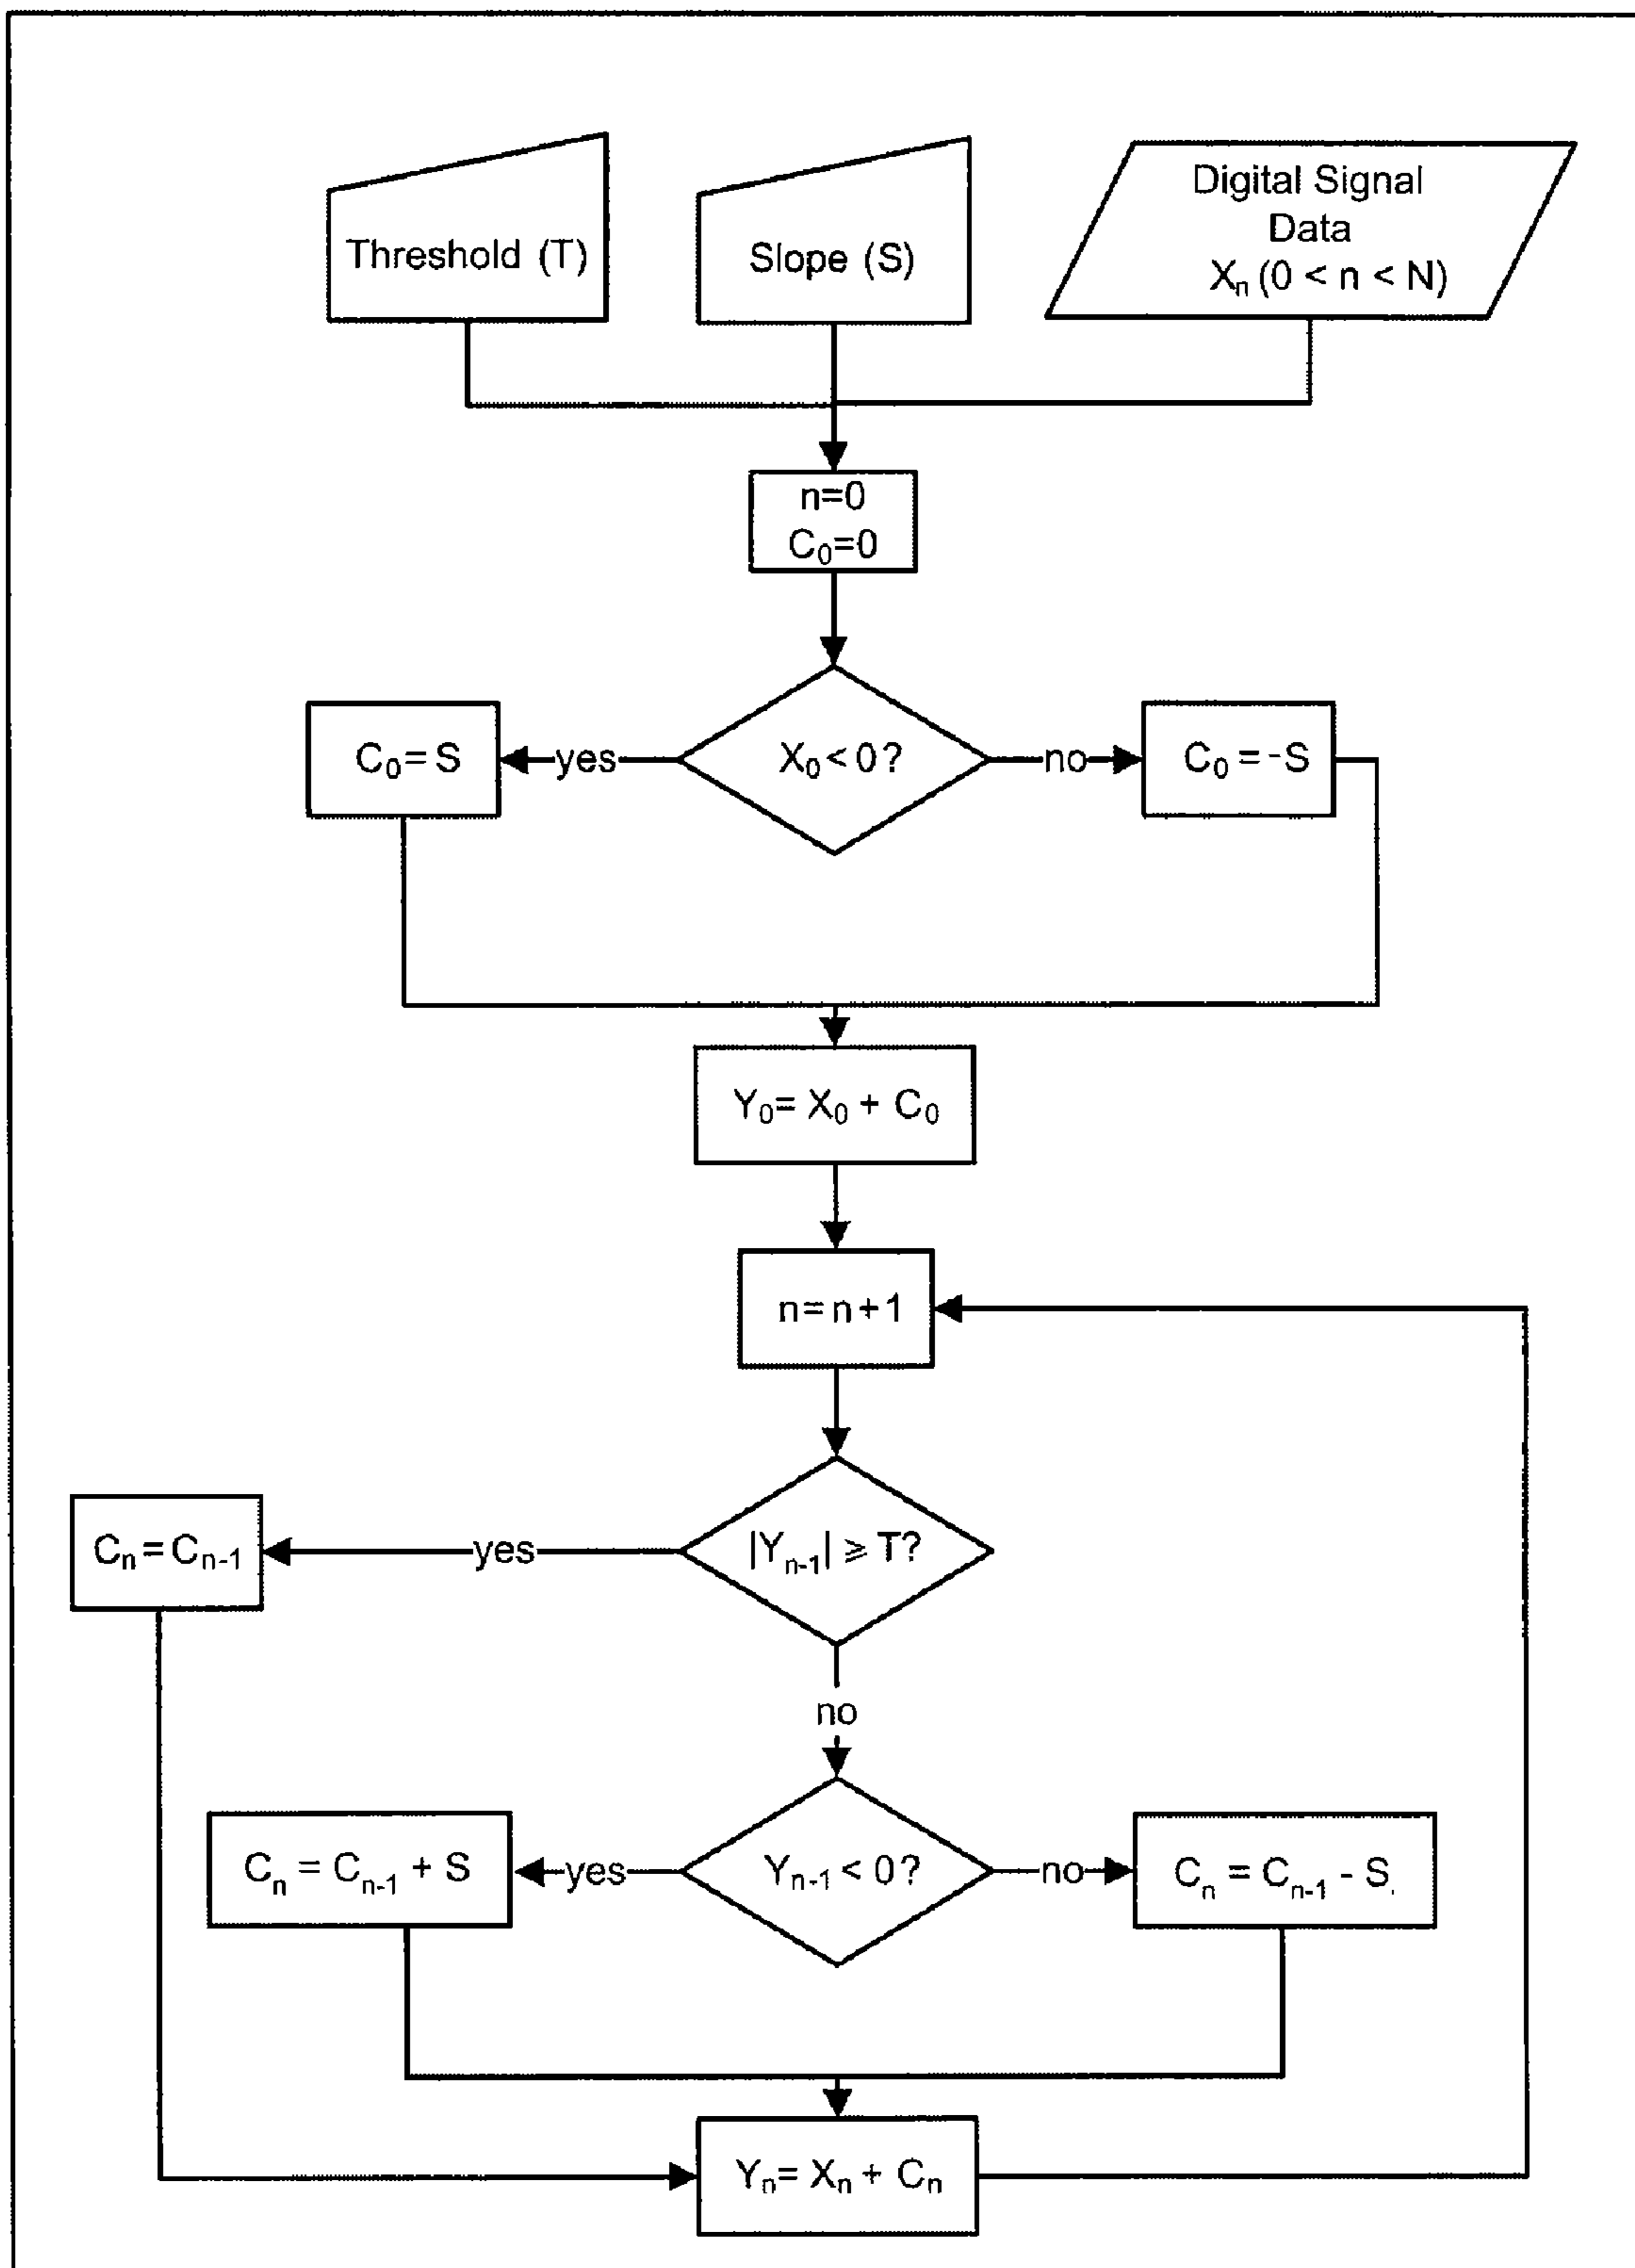 Threshold (T)
Slope (S)
Digital Signal
Data
Xₙ (0 < n < N)
n=0
C₀=0
C₀= S
yes
X₀ < 0?
no
C₀ = -S
Y₀= X₀ + C₀
n=n+1
Cₙ = Cₙ₋₁
yes
|Yₙ₋₁| ⩾ T?
no
Cₙ = Cₙ₋₁ + S
yes
Yₙ₋₁ < 0?
no
Cₙ = Cₙ₋₁ - S
Yₙ= Xₙ + Cₙ